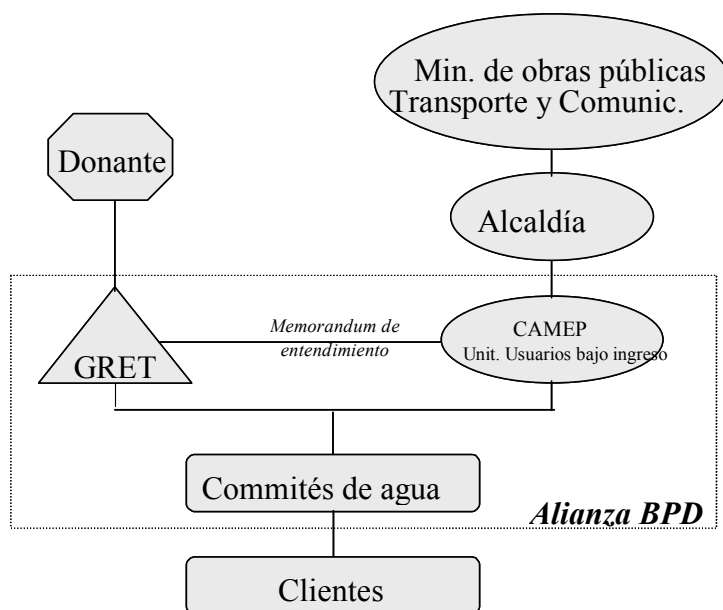 Min. de obras públicas
Transporte y Comunic.
Donante
Alcaldía
Memorandum de
entendimiento
CAMEP
Unit. Usuarios bajo ingreso
GRET
Commités de agua
Alianza BPD
Clientes